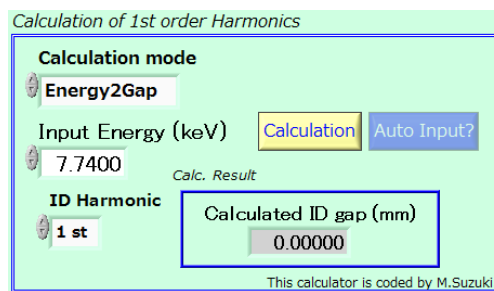 Calculation of 1st order Harmonics
Calculation mode
Energy2Gap
Input Energy (keV)
Calculation
Auto Input?
7.7400
Calc. Result
ID Harmonic
1 st
Calculated ID gap (mm)
0.00000
This calculator is coded by M.Suzuki